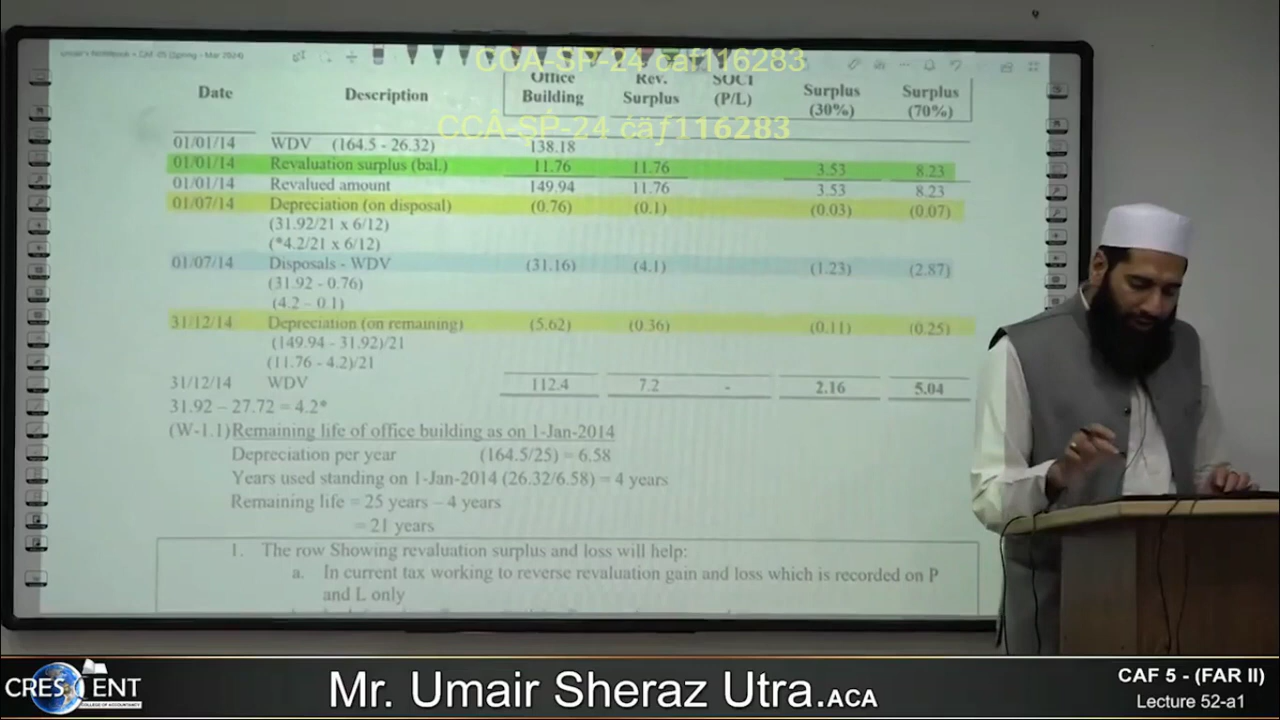 umair's Notebook - CAF-05 (Spring - Mar 2024)
CCA-SP-24 caf116283
Date Description Office Building Rev. Surplus SOCI (P/L) Surplus (30%) Surplus (70%)
CCA-SP-24 caf116283
01/01/14 WDV (164.5 - 26.32) 138.18
01/01/14 Revaluation surplus (bal.) 11.76 11.76 3.53 8.23
01/01/14 Revalued amount 149.94 11.76 3.53 8.23
01/07/14 Depreciation (on disposal) (0.76) (0.1) (0.03) (0.07)
(31.92/21 x 6/12)
(*4.2/21 x 6/12)
01/07/14 Disposals - WDV (31.16) (4.1) (1.23) (2.87)
(31.92 - 0.76)
(4.2 – 0.1)
31/12/14 Depreciation (on remaining) (5.62) (0.36) (0.11) (0.25)
(149.94 - 31.92)/21
(11.76 - 4.2)/21
31/12/14 WDV 112.4 7.2 - 2.16 5.04
31.92 – 27.72 = 4.2*
(W-1.1) Remaining life of office building as on 1-Jan-2014
Depreciation per year (164.5/25) = 6.58
Years used standing on 1-Jan-2014 (26.32/6.58) = 4 years
Remaining life = 25 years – 4 years
= 21 years
1. The row Showing revaluation surplus and loss will help:
a. In current tax working to reverse revaluation gain and loss which is recorded on P
and L only
CRESCENT
COLLEGE OF ACCOUNTANCY
Mr. Umair Sheraz Utra.ACA
CAF 5 - (FAR II)
Lecture 52-a1